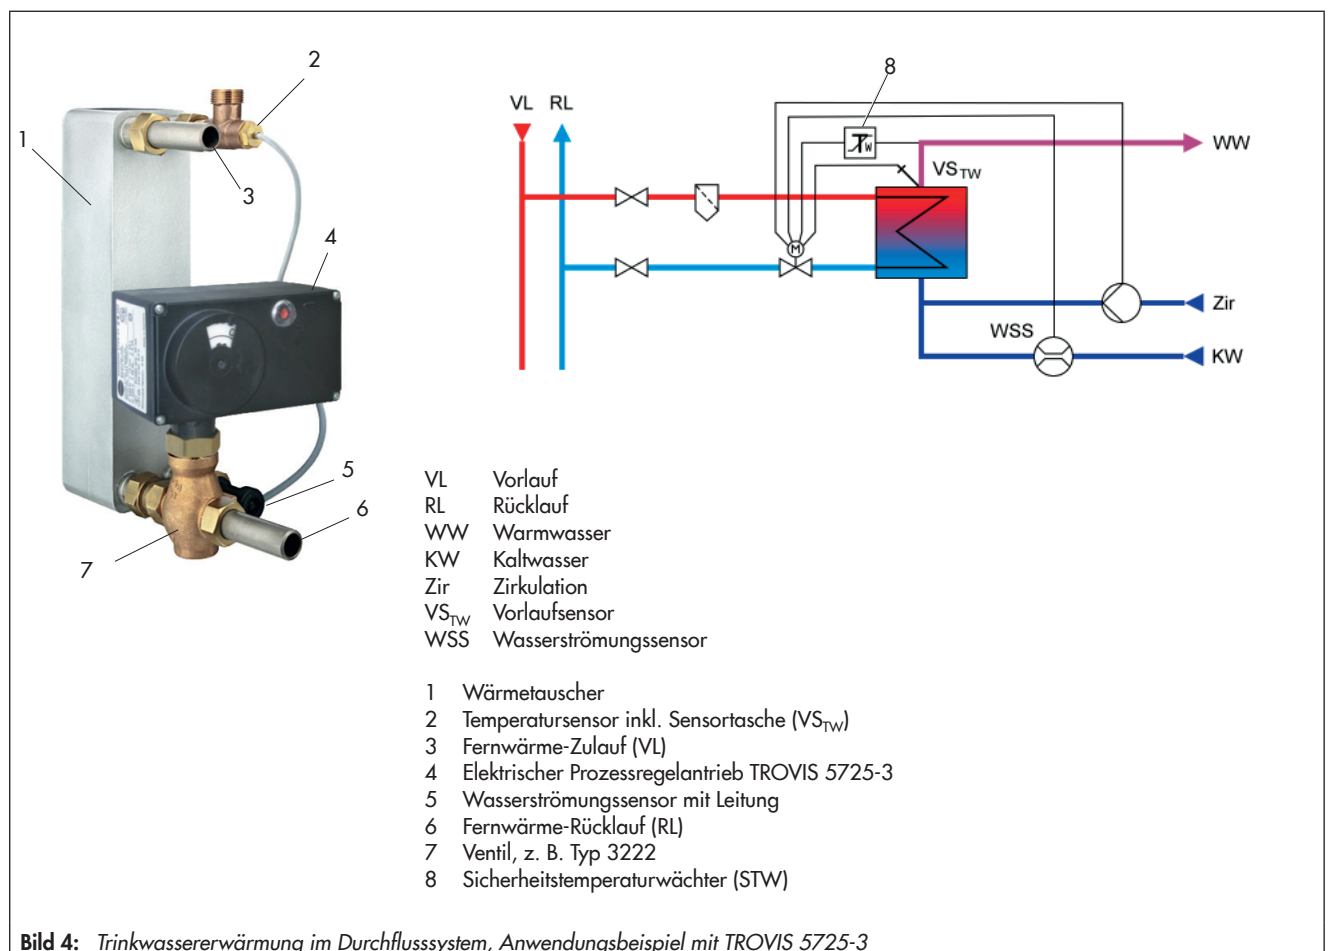 2
1
3
4
5
6
7
8
VL RL
WW
VS_TW
W
M
Zir
WSS
KW
VL Vorlauf
RL Rücklauf
WW Warmwasser
KW Kaltwasser
Zir Zirkulation
VS_TW Vorlaufsensor
WSS Wasserströmungssensor
1 Wärmetauscher
2 Temperatursensor inkl. Sensortasche (VS_TW)
3 Fernwärme-Zulauf (VL)
4 Elektrischer Prozessregelantrieb TROVIS 5725-3
5 Wasserströmungssensor mit Leitung
6 Fernwärme-Rücklauf (RL)
7 Ventil, z. B. Typ 3222
8 Sicherheitstemperaturwächter (STW)
Bild 4: Trinkwassererwärmung im Durchflusssystem, Anwendungsbeispiel mit TROVIS 5725-3